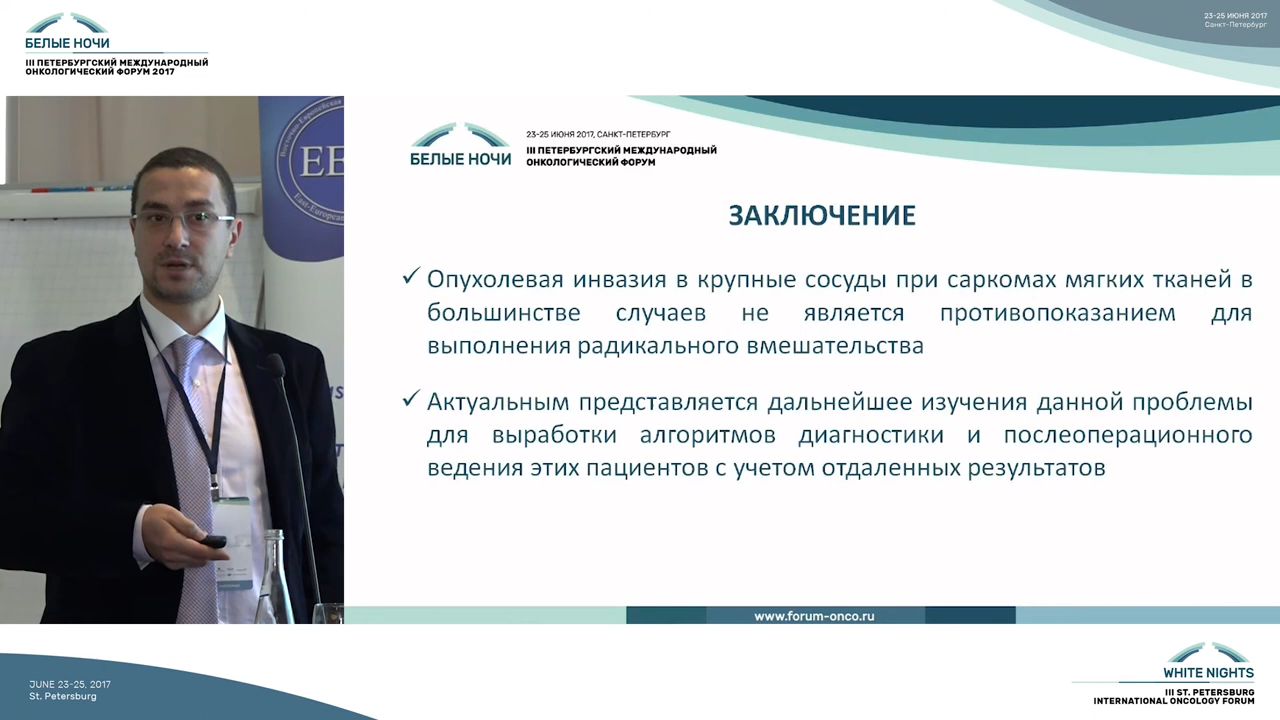 БЕЛЫЕ НОЧИ
III ПЕТЕРБУРГСКИЙ МЕЖДУНАРОДНЫЙ
ОНКОЛОГИЧЕСКИЙ ФОРУМ 2017
23-25 ИЮНЯ 2017
Санкт-Петербург
23-25 ИЮНЯ 2017, САНКТ-ПЕТЕРБУРГ
БЕЛЫЕ НОЧИ
III ПЕТЕРБУРГСКИЙ МЕЖДУНАРОДНЫЙ
ОНКОЛОГИЧЕСКИЙ ФОРУМ
ЗАКЛЮЧЕНИЕ
✓ Опухолевая инвазия в крупные сосуды при саркомах мягких тканей в
большинстве случаев не является противопоказанием для
выполнения радикального вмешательства
✓ Актуальным представляется дальнейшее изучения данной проблемы
для выработки алгоритмов диагностики и послеоперационного
ведения этих пациентов с учетом отдаленных результатов
www.forum-onco.ru
JUNE 23-25, 2017
St. Petersburg
WHITE NIGHTS
III ST. PETERSBURG
INTERNATIONAL ONCOLOGY FORUM